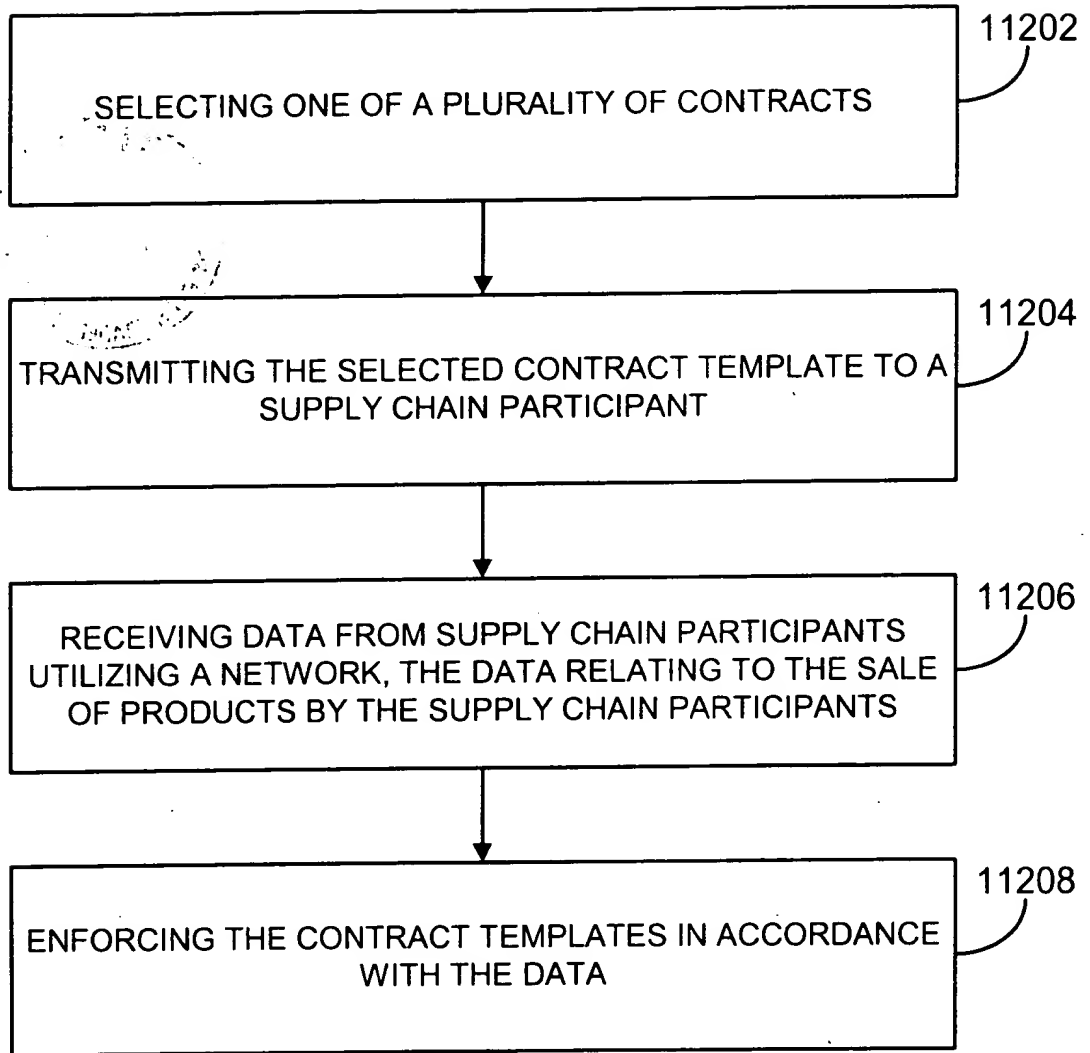 11202
SELECTING ONE OF A PLURALITY OF CONTRACTS
11204
TRANSMITTING THE SELECTED CONTRACT TEMPLATE TO A
SUPPLY CHAIN PARTICIPANT
11206
RECEIVING DATA FROM SUPPLY CHAIN PARTICIPANTS
UTILIZING A NETWORK, THE DATA RELATING TO THE SALE
OF PRODUCTS BY THE SUPPLY CHAIN PARTICIPANTS
11208
ENFORCING THE CONTRACT TEMPLATES IN ACCORDANCE
WITH THE DATA